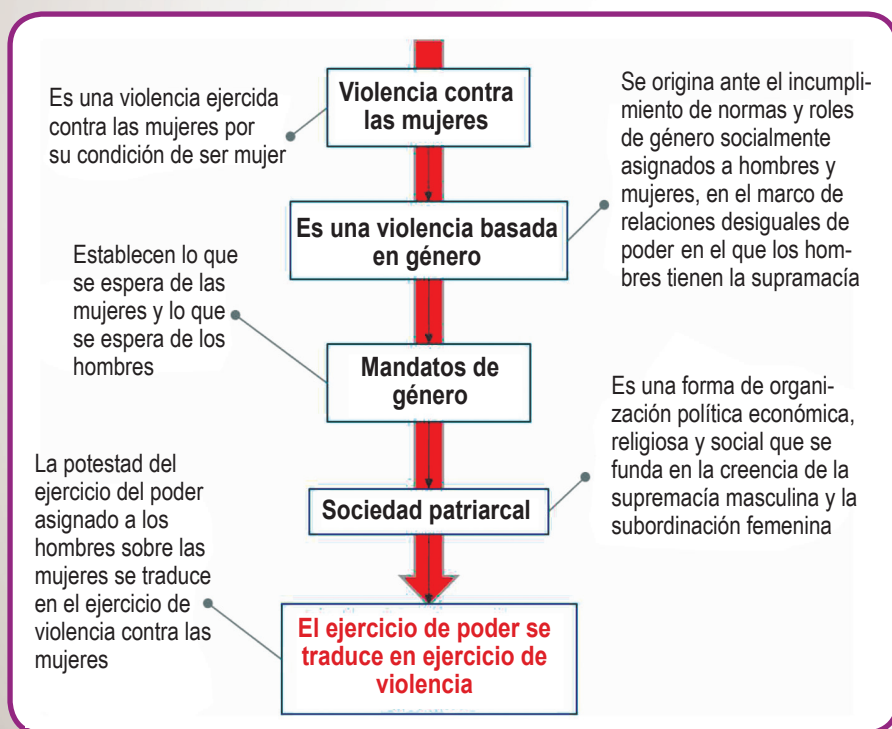 Violencia contra
las mujeres
Es una violencia ejercida
contra las mujeres por
su condición de ser mujer
Es una violencia basada
en género
Se origina ante el incumpli-
miento de normas y roles
de género socialmente
asignados a hombres y
mujeres, en el marco de
relaciones desiguales de
poder en el que los hom-
bres tienen la supramacía
Mandatos de
género
Establecen lo que
se espera de las
mujeres y lo que
se espera de los
hombres
Sociedad patriarcal
Es una forma de organi-
zación política económica,
religiosa y social que se
funda en la creencia de la
supremacía masculina y la
subordinación femenina
El ejercicio de poder se
traduce en ejercicio de
violencia
La potestad del
ejercicio del poder
asignado a los
hombres sobre las
mujeres se traduce
en el ejercicio de
violencia contra las
mujeres